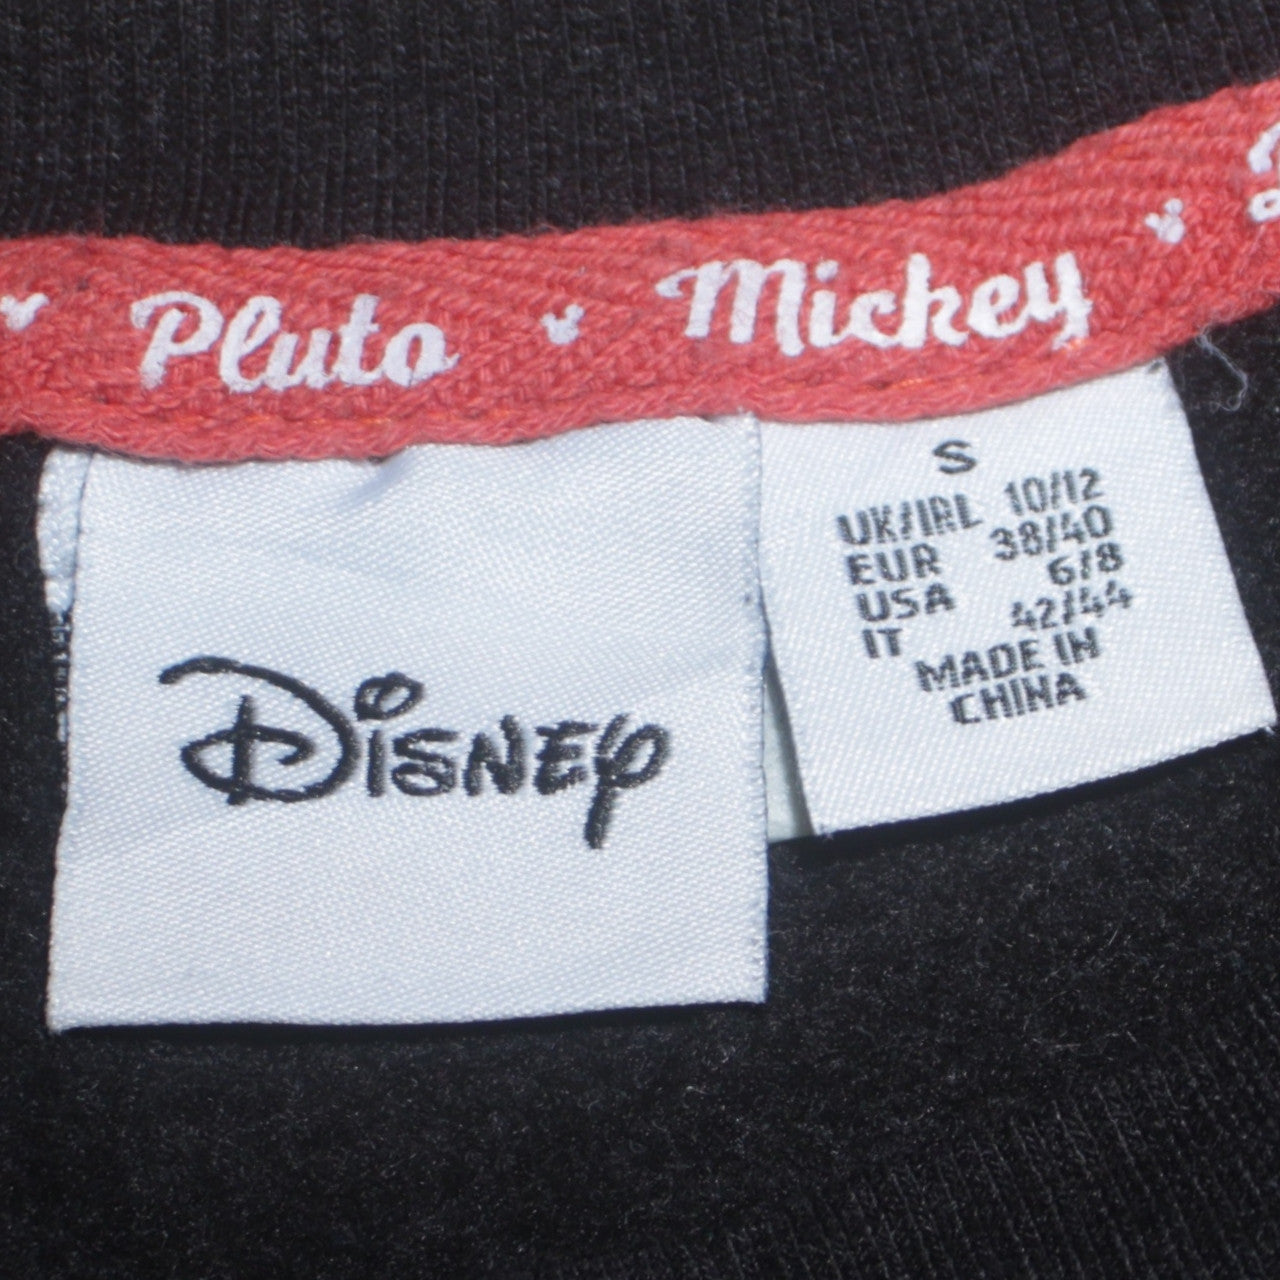 Pluto Mickey
DISNEY
S
UK/IRL 10/12
EUR 38/40
USA 6/8
IT 42/44
MADE IN
CHINA